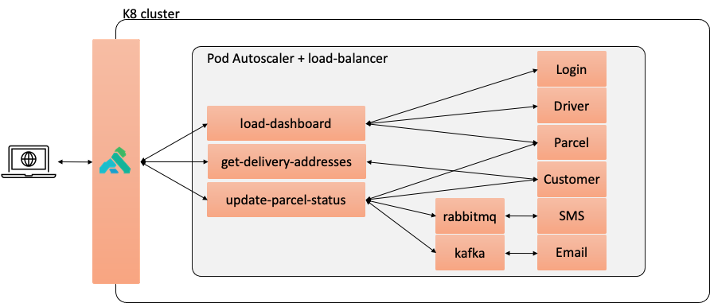 K8 cluster
Pod Autoscaler + load-balancer
Login
load-dashboard
Driver
Parcel
get-delivery-addresses
Customer
update-parcel-status
rabbitmq
SMS
kafka
Email